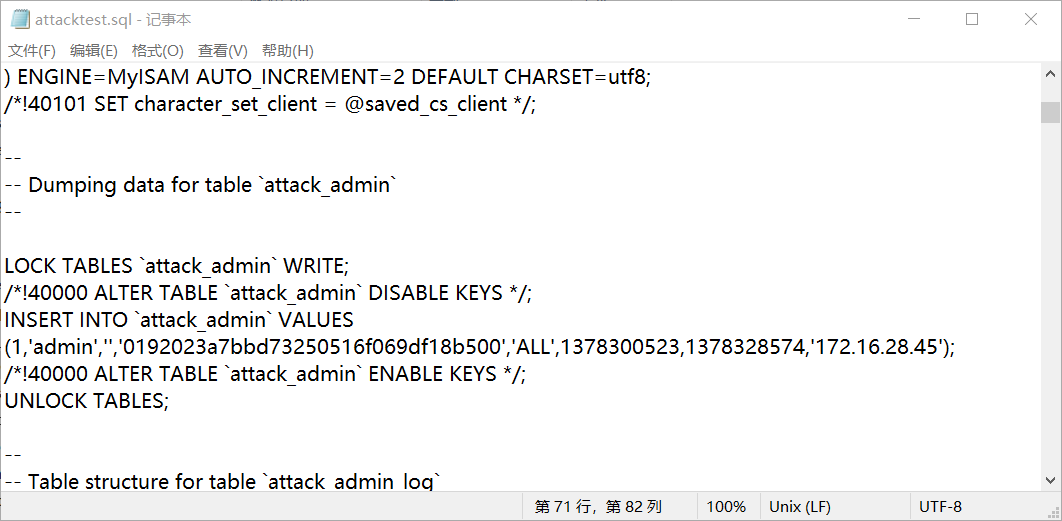 attacktest.sql - 记事本
文件(F) 编辑(E) 格式(O) 查看(V) 帮助(H)
) ENGINE=MyISAM AUTO_INCREMENT=2 DEFAULT CHARSET=utf8;
/*!40101 SET character_set_client = @saved_cs_client */;
--
-- Dumping data for table `attack_admin`
--
LOCK TABLES `attack_admin` WRITE;
/*!40000 ALTER TABLE `attack_admin` DISABLE KEYS */;
INSERT INTO `attack_admin` VALUES
(1,'admin','','0192023a7bbd73250516f069df18b500','ALL',1378300523,1378328574,'172.16.28.45');
/*!40000 ALTER TABLE `attack_admin` ENABLE KEYS */;
UNLOCK TABLES;
--
-- Table structure for table `attack_admin_log`
第 71 行，第 82 列 100% Unix (LF) UTF-8